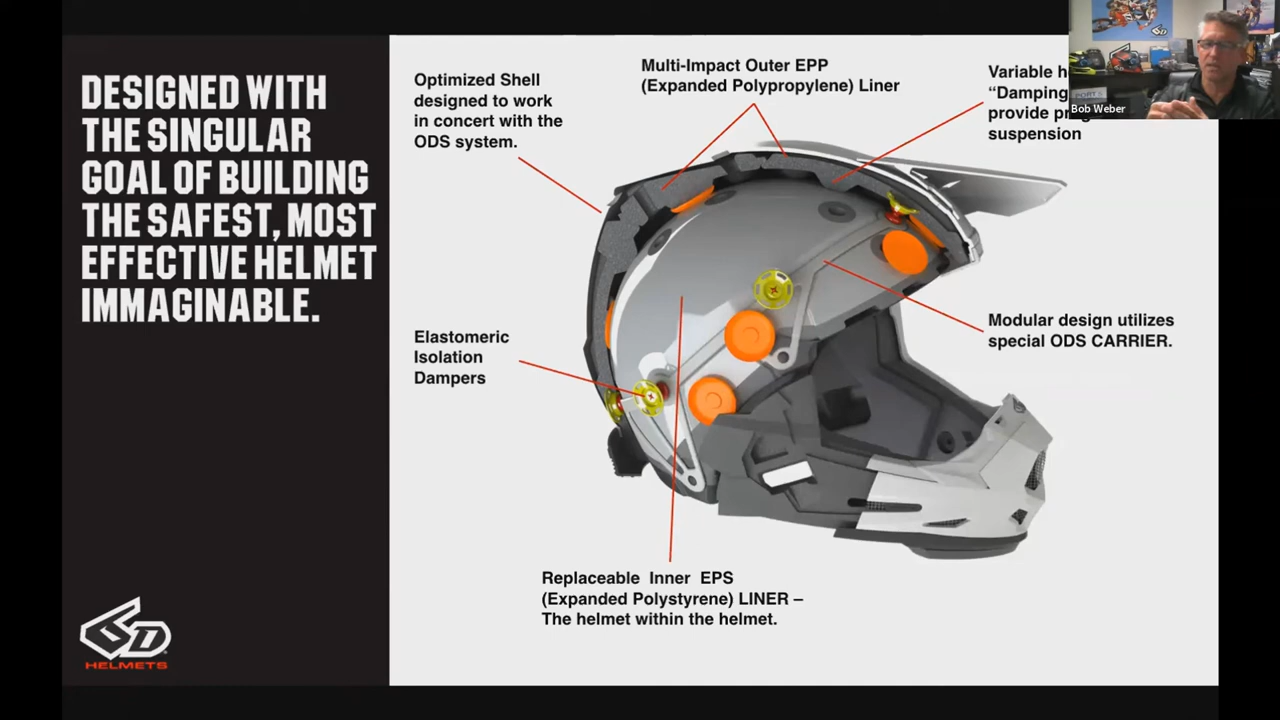 DESIGNED WITH
THE SINGULAR
GOAL OF BUILDING
THE SAFEST, MOST
EFFECTIVE HELMET
IMMAGINABLE.
6D
HELMETS
Optimized Shell
designed to work
in concert with the
ODS system.
Multi-Impact Outer EPP
(Expanded Polypropylene) Liner
Variable
“Damping
provide
suspension
Bob Weber
Elastomeric
Isolation
Dampers
Modular design utilizes
special ODS CARRIER.
Replaceable Inner EPS
(Expanded Polystyrene) LINER –
The helmet within the helmet.